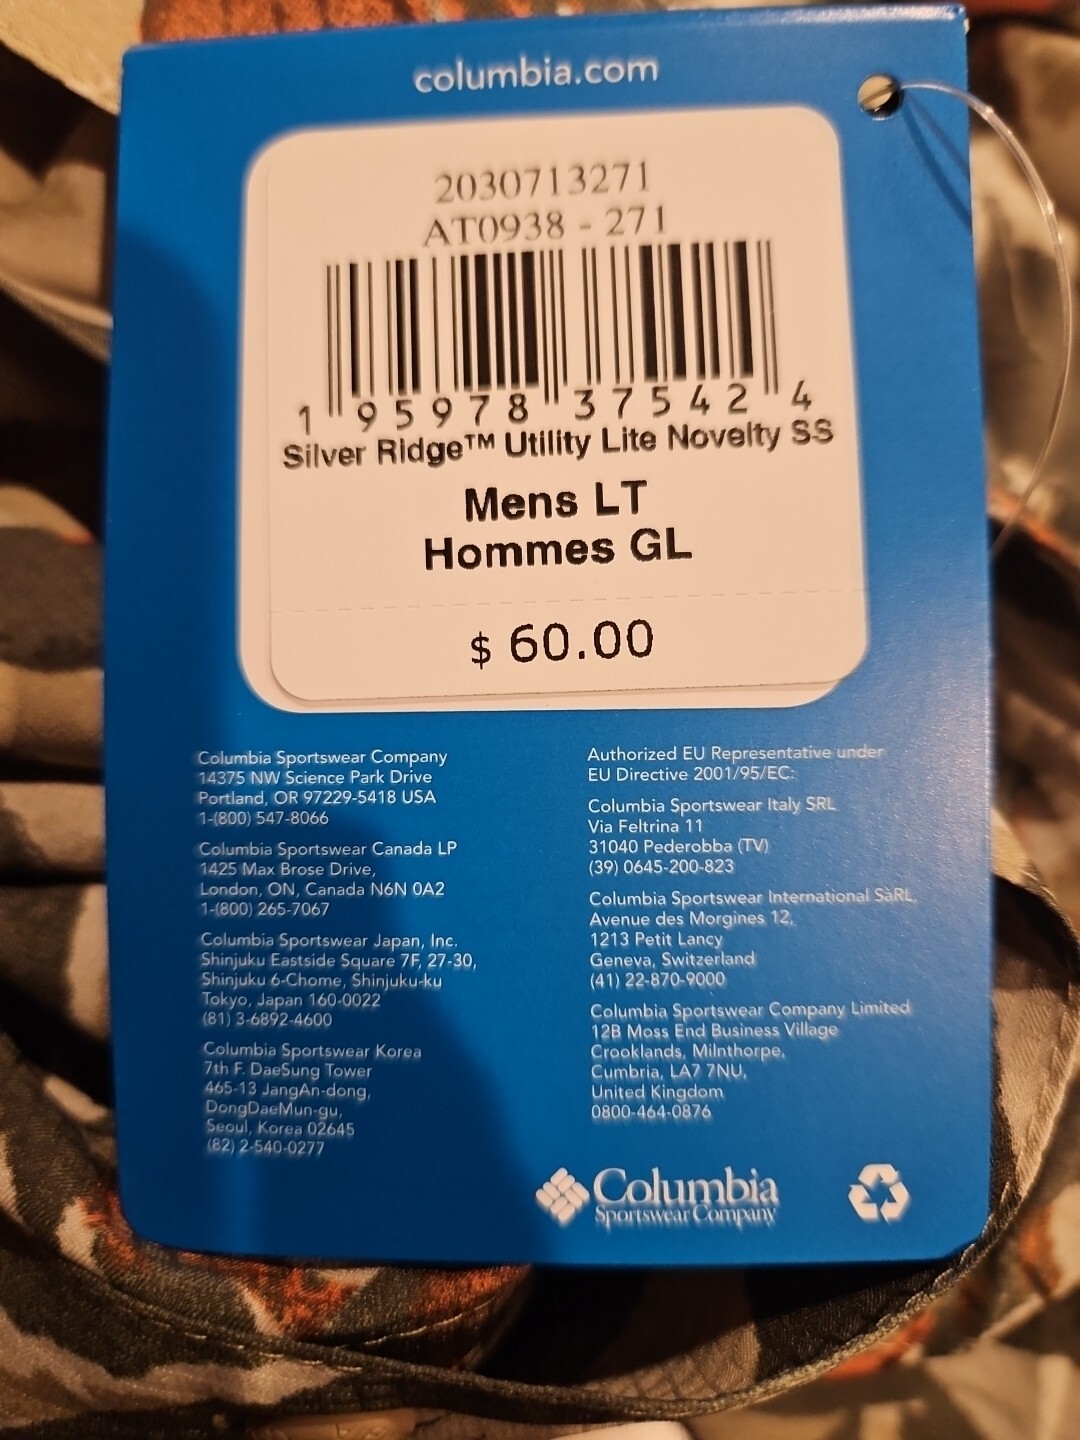 columbia.com
2030713271
AT0938 - 271
1 95978 37542 4
Silver Ridge™ Utility Lite Novelty SS
Mens LT
Hommes GL
$ 60.00
Columbia Sportswear Company
14375 NW Science Park Drive
Portland, OR 97229-5418 USA
1-(800) 547-8066
Columbia Sportswear Canada LP
1425 Max Brose Drive,
London, ON, Canada N6N 0A2
1-(800) 265-7067
Columbia Sportswear Japan, Inc.
Shinjuku Eastside Square 7F, 27-30,
Shinjuku 6-Chome, Shinjuku-ku
Tokyo, Japan 160-0022
(81) 3-6892-4600
Columbia Sportswear Korea
7th F. DaeSung Tower
465-13 JangAn-dong,
DongDaeMun-gu,
Seoul, Korea 02645
(82) 2-540-0277
Authorized EU Representative under
EU Directive 2001/95/EC:
Columbia Sportswear Italy SRL
Via Feltrina 11
31040 Pederobba (TV)
(39) 0645-200-823
Columbia Sportswear International SàRL,
Avenue des Morgines 12,
1213 Petit Lancy
Geneva, Switzerland
(41) 22-870-9000
Columbia Sportswear Company Limited
12B Moss End Business Village
Crooklands, Milnthorpe,
Cumbria, LA7 7NU,
United Kingdom
0800-464-0876
Columbia
Sportswear Company